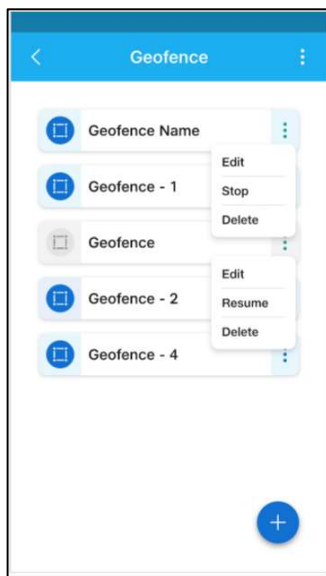 Geofence
Geofence Name
Edit
Geofence - 1
Stop
Delete
Geofence
Edit
Geofence - 2
Resume
Delete
Geofence - 4